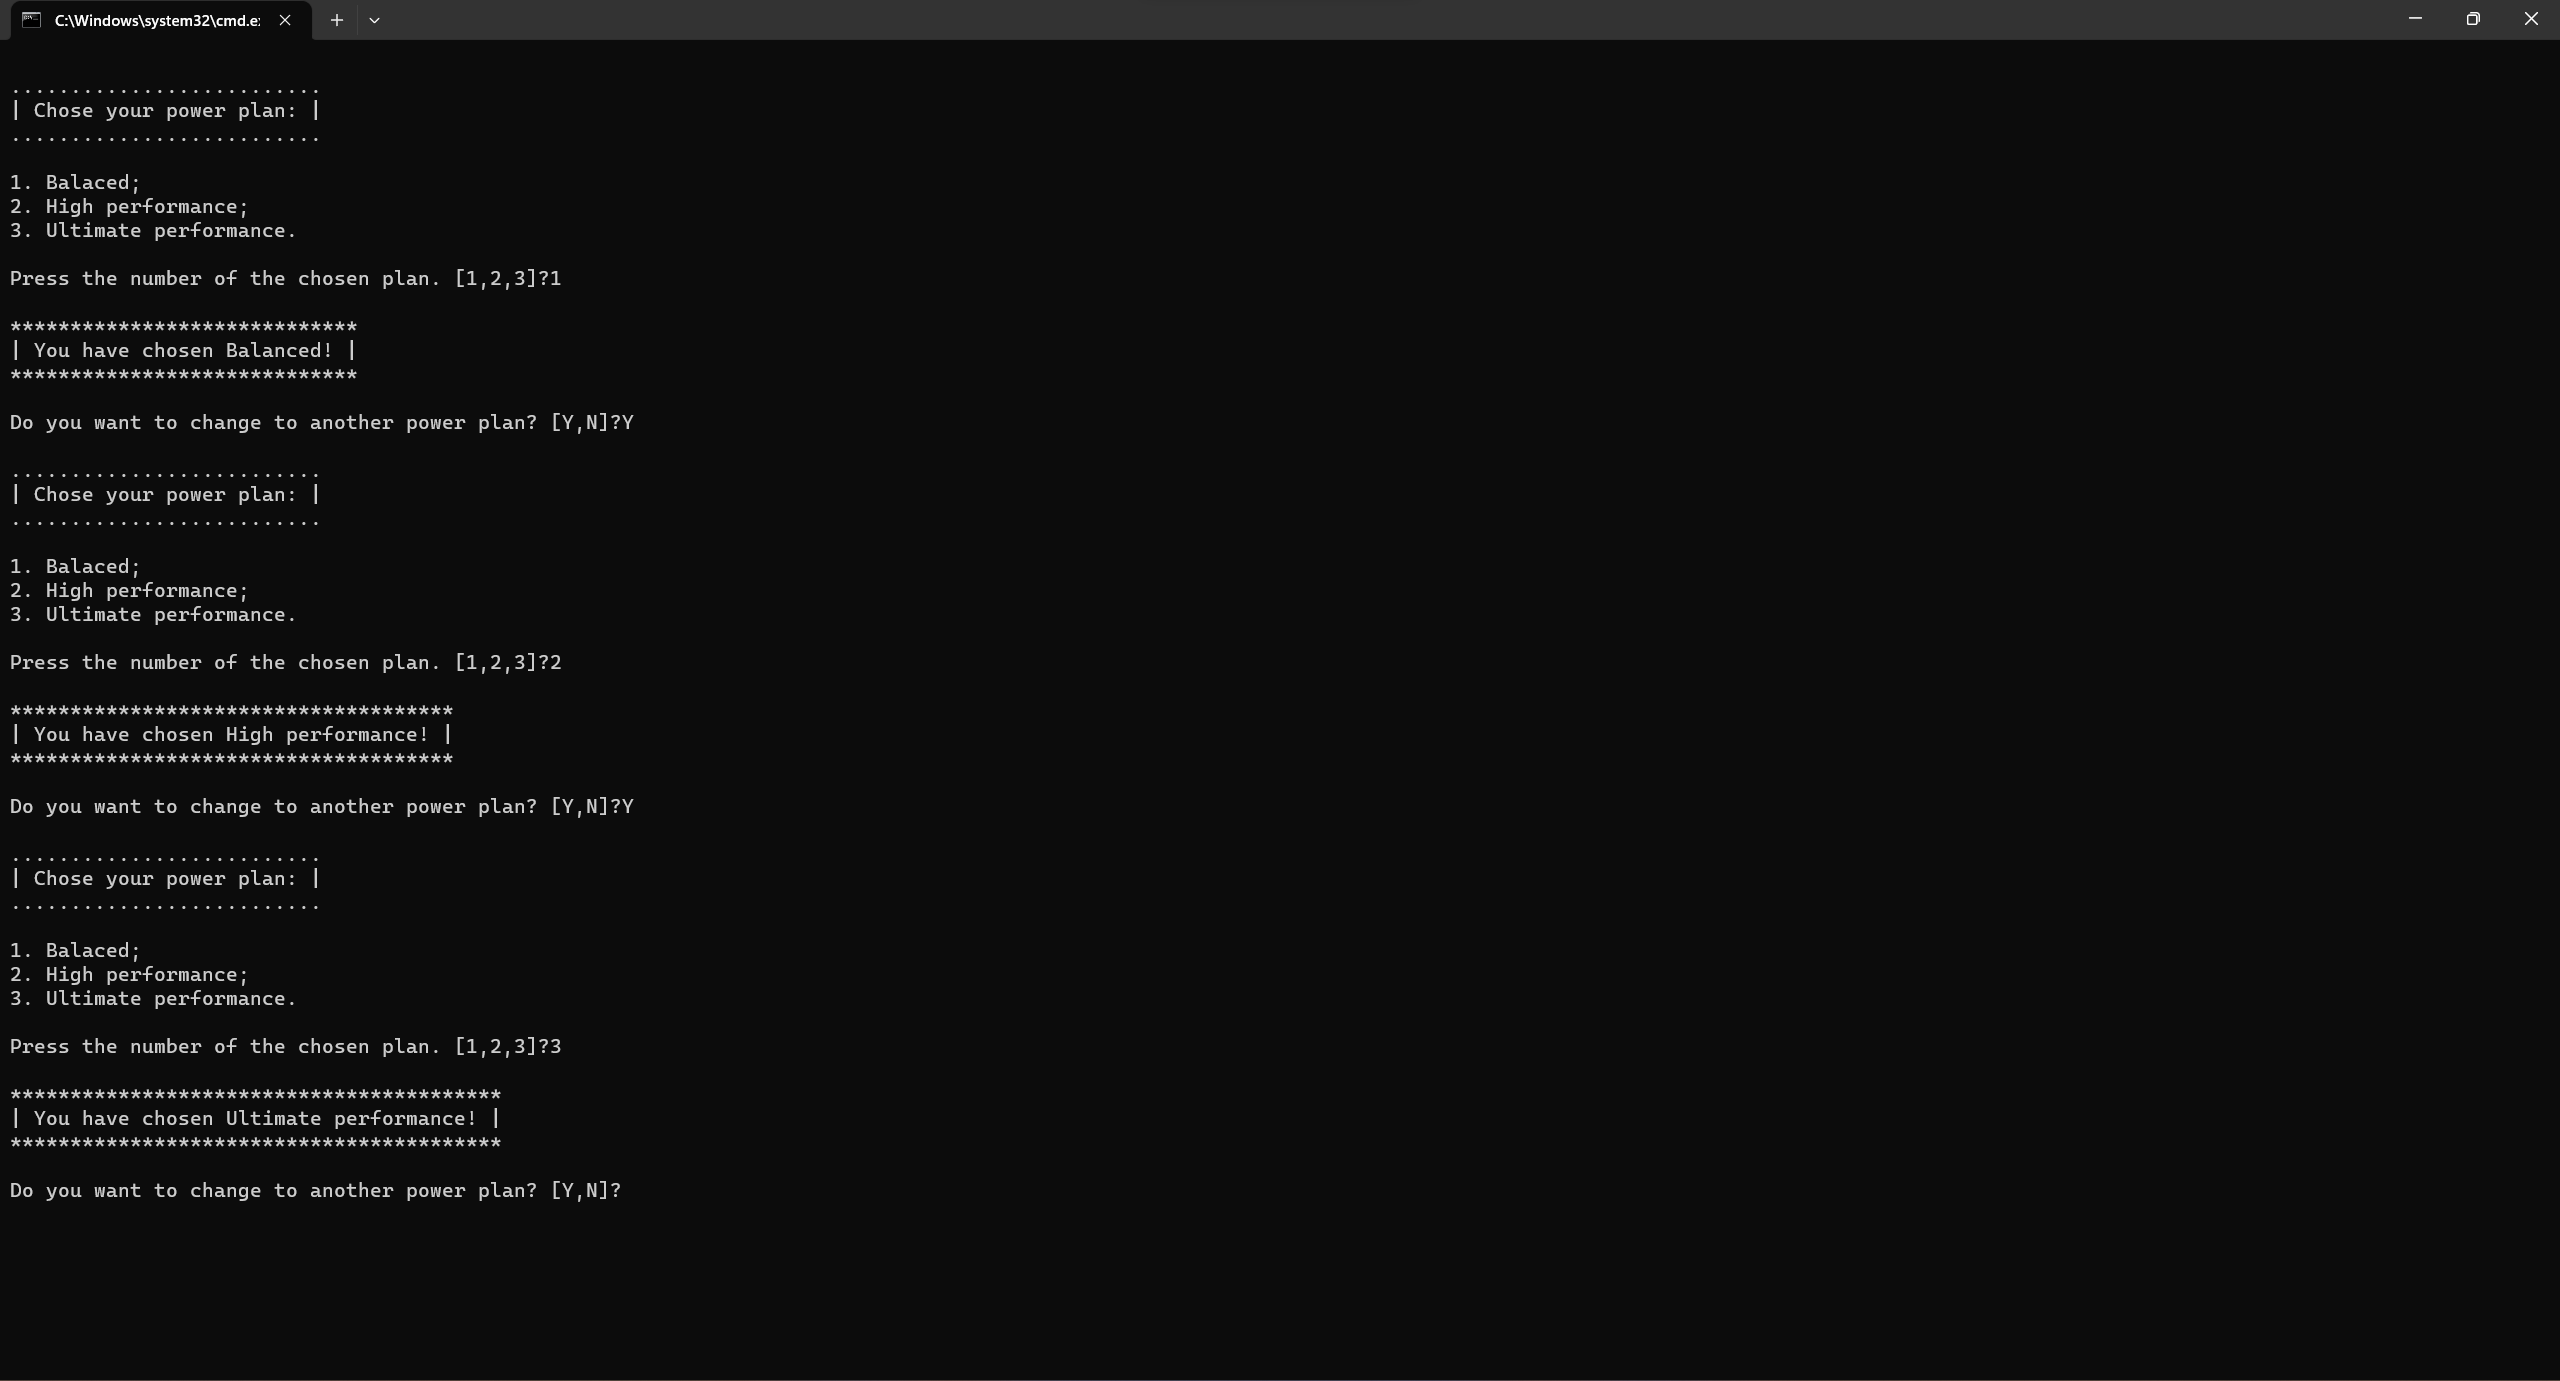 C:\Windows\system32\cmd.e
..........................
| Chose your power plan: |
..........................
1. Balaced;
2. High performance;
3. Ultimate performance.
Press the number of the chosen plan. [1,2,3]?1
*****************************
| You have chosen Balanced! |
*****************************
Do you want to change to another power plan? [Y,N]?Y
..........................
| Chose your power plan: |
..........................
1. Balaced;
2. High performance;
3. Ultimate performance.
Press the number of the chosen plan. [1,2,3]?2
*************************************
| You have chosen High performance! |
*************************************
Do you want to change to another power plan? [Y,N]?Y
..........................
| Chose your power plan: |
..........................
1. Balaced;
2. High performance;
3. Ultimate performance.
Press the number of the chosen plan. [1,2,3]?3
*****************************************
| You have chosen Ultimate performance! |
*****************************************
Do you want to change to another power plan? [Y,N]?